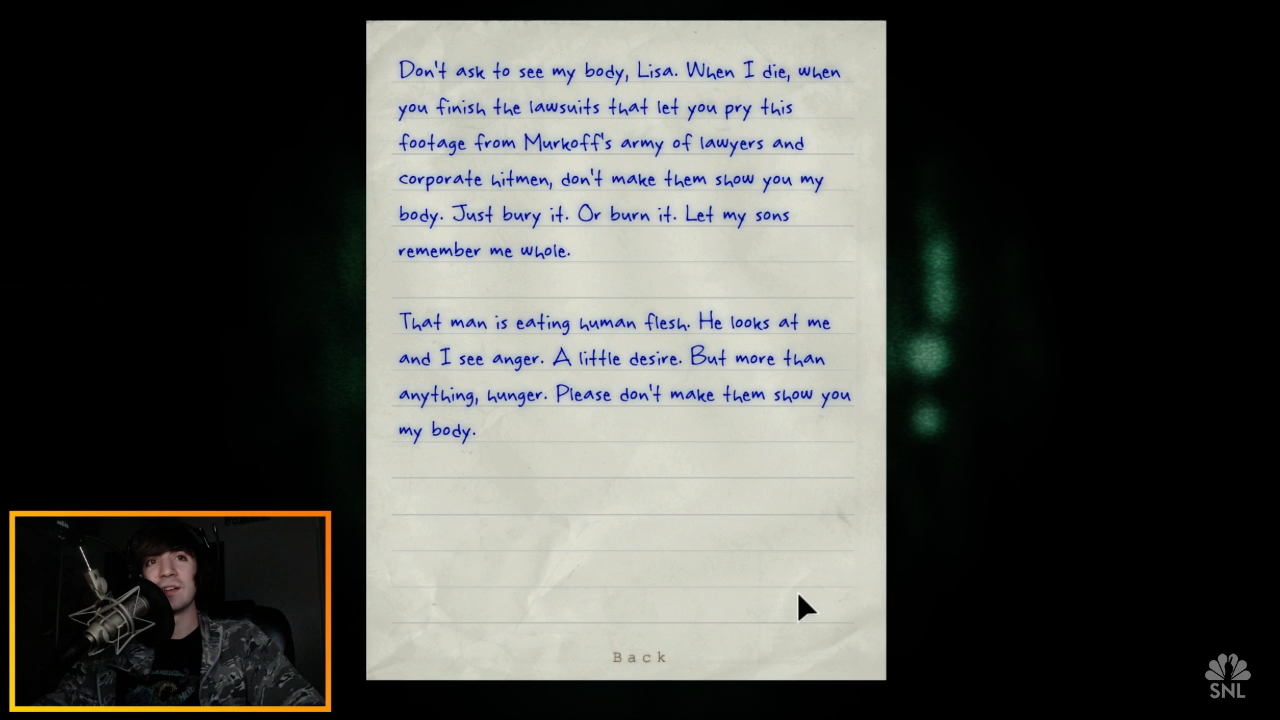 Don't ask to see my body, Lisa. When I die, when
you finish the lawsuits that let you pry this
footage from Murkoff's army of lawyers and
corporate hitmen, don't make them show you my
body. Just bury it. Or burn it. Let my sons
remember me whole.
That man is eating human flesh. He looks at me
and I see anger. A little desire. But more than
anything, hunger. Please don't make them show you
my body.
Back
SNL